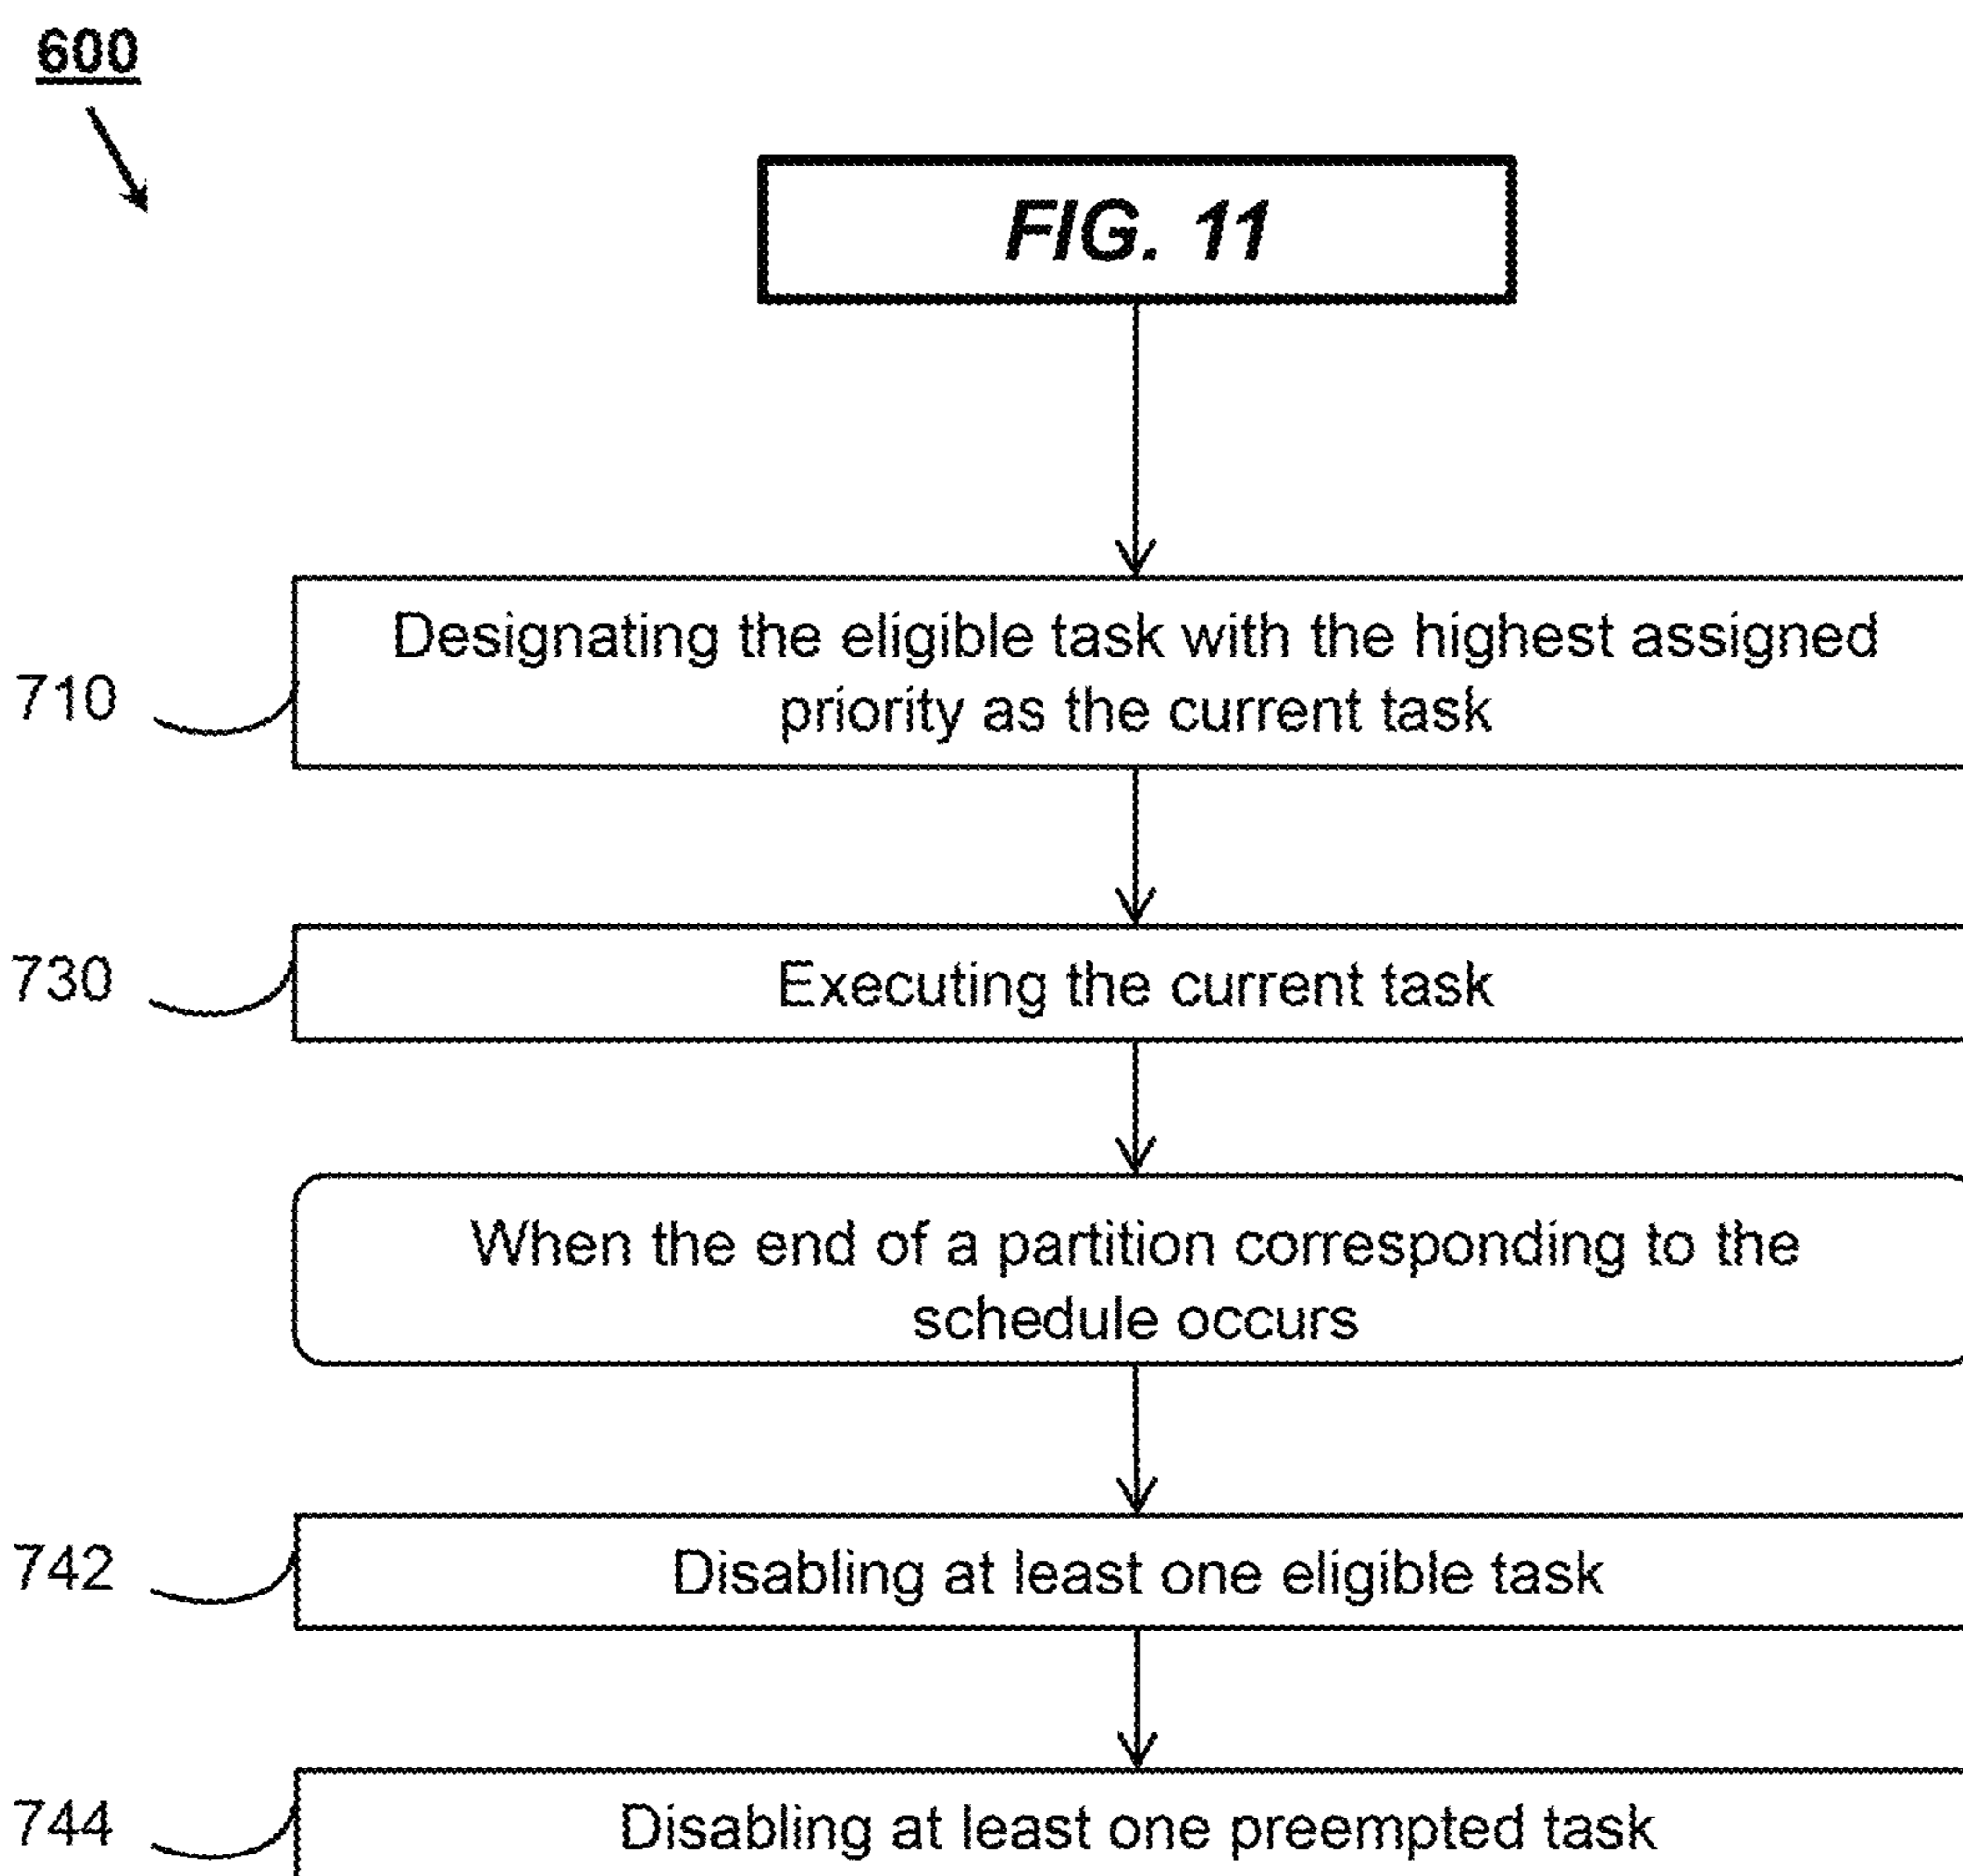 600
FIG. 11
Designating the eligible task with the highest assigned
priority as the current task
710
Executing the current task
730
When the end of a partition corresponding to the
schedule occurs
Disabling at least one eligible task
742
Disabling at least one preempted task
744